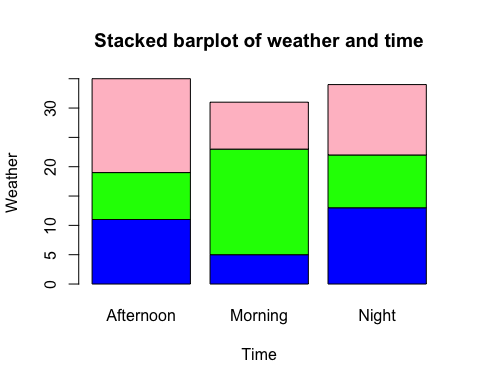 Stacked barplot of weather and time
Weather
30
20
10
5
0
Afternoon Morning Night
Time